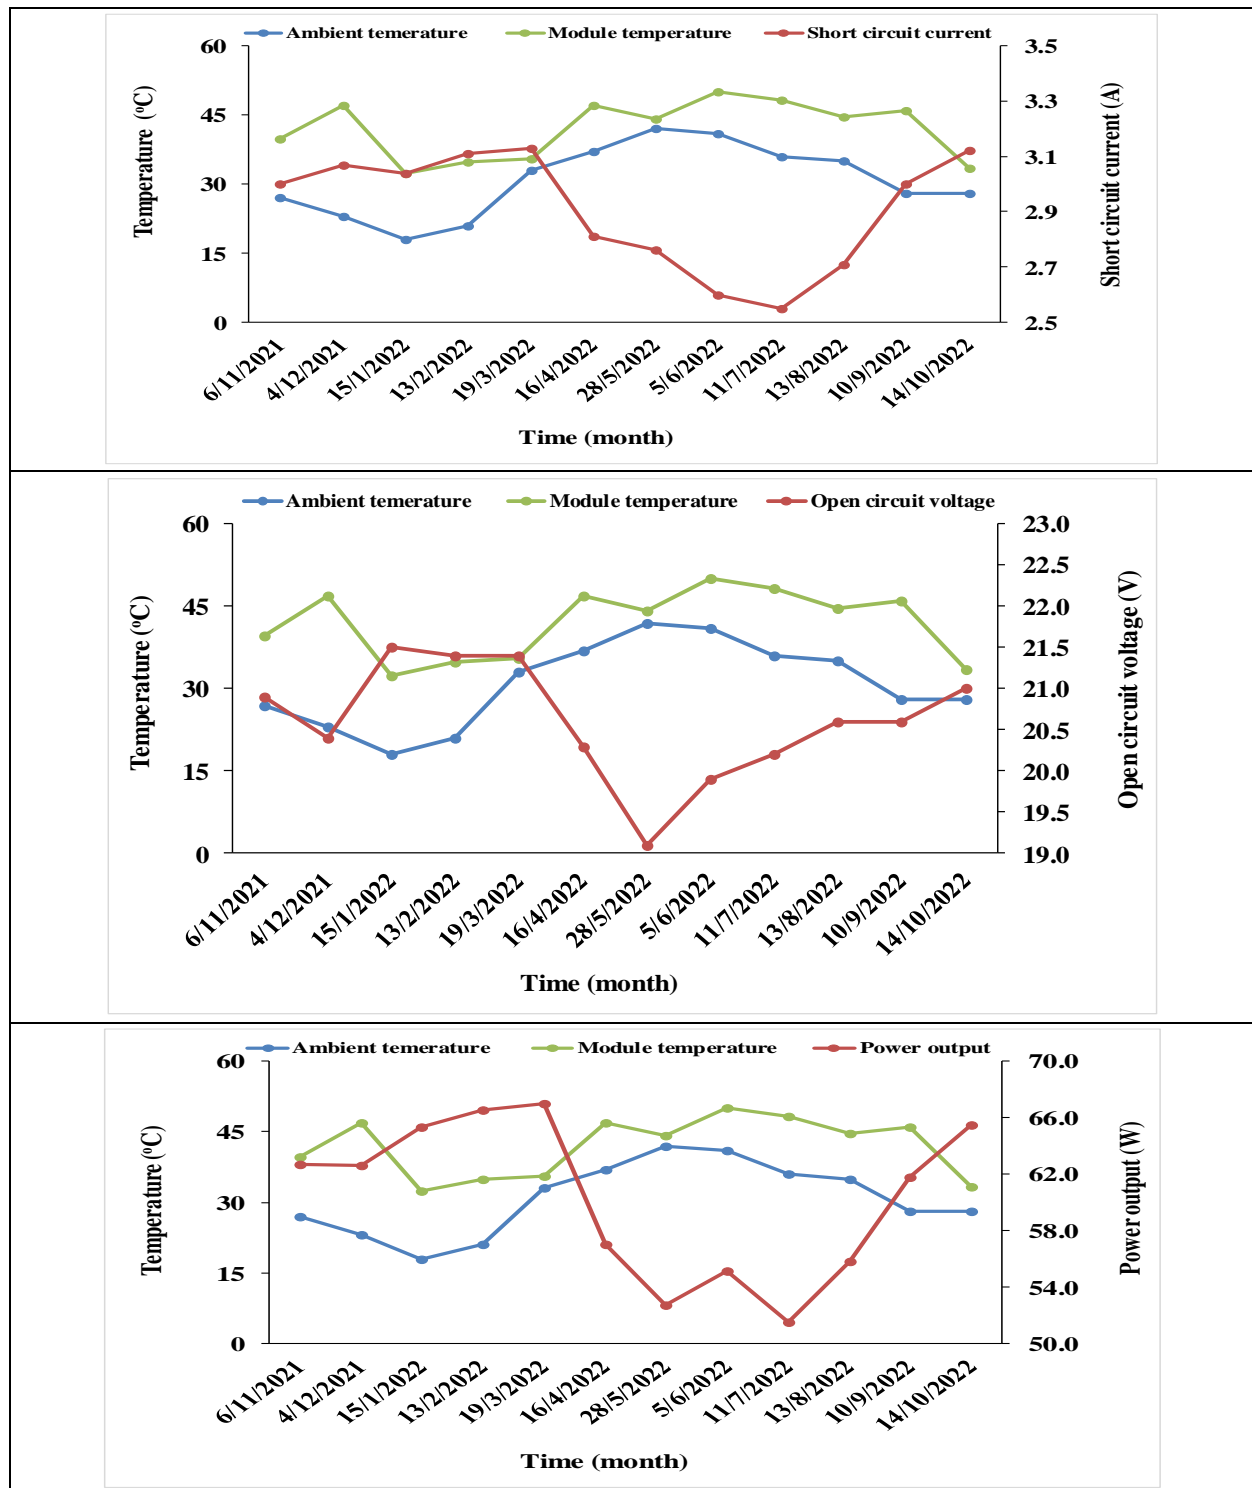 Ambient temerature Module temperature Short circuit current
60 3.5
45 3.3
30 3.1
15 2.9
0 2.7
2.5
Temperature (oC)
Short circuit current (A)
6/11/2021 4/12/2021 15/1/2022 13/2/2022 19/3/2022 16/4/2022 28/5/2022 5/6/2022 11/7/2022 13/8/2022 10/9/2022 14/10/2022
Time (month)
Ambient temerature Module temperature Open circuit voltage
60 23.0
45 22.5
30 22.0
15 21.5
0 21.0
20.5
20.0
19.5
19.0
Temperature (oC)
Open circuit voltage (V)
6/11/2021 4/12/2021 15/1/2022 13/2/2022 19/3/2022 16/4/2022 28/5/2022 5/6/2022 11/7/2022 13/8/2022 10/9/2022 14/10/2022
Time (month)
Ambient temerature Module temperature Power output
60 70.0
45 66.0
30 62.0
15 58.0
0 54.0
50.0
Temperature (oC)
Power output (W)
6/11/2021 4/12/2021 15/1/2022 13/2/2022 19/3/2022 16/4/2022 28/5/2022 5/6/2022 11/7/2022 13/8/2022 10/9/2022 14/10/2022
Time (month)